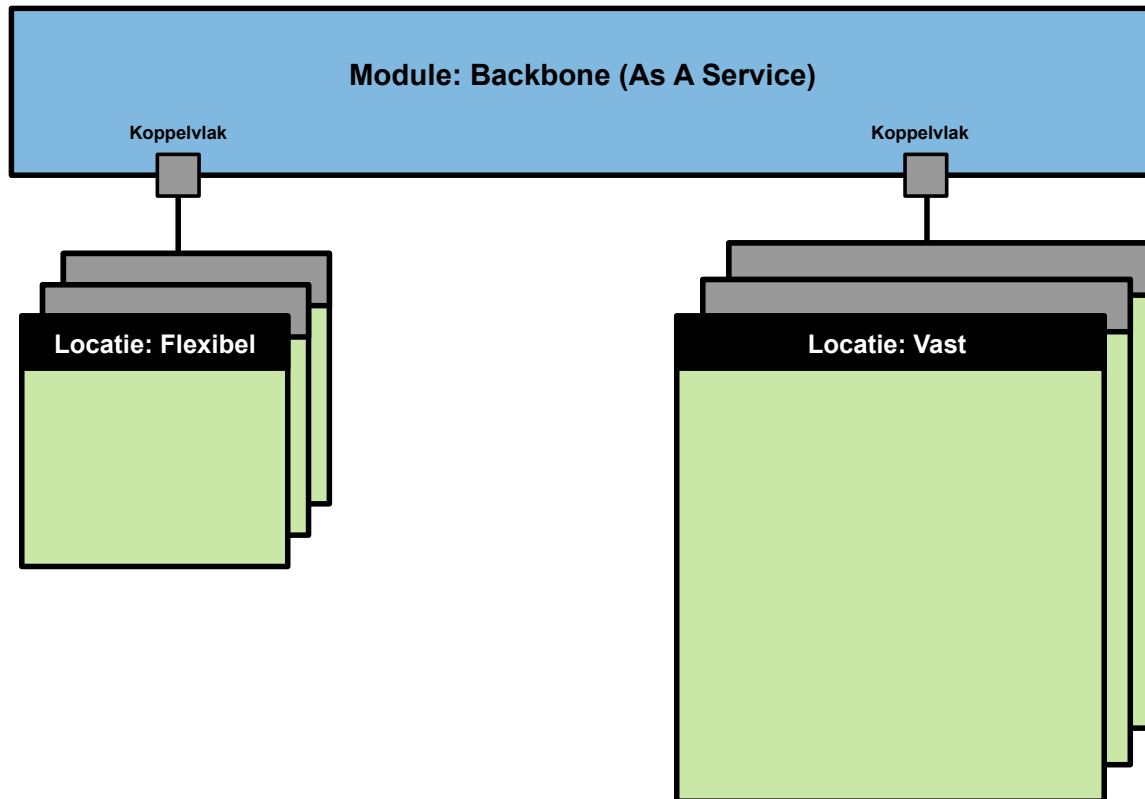 Module: Backbone (As A Service)
Koppelvlak
Koppelvlak
Locatie: Flexibel
Locatie: Vast